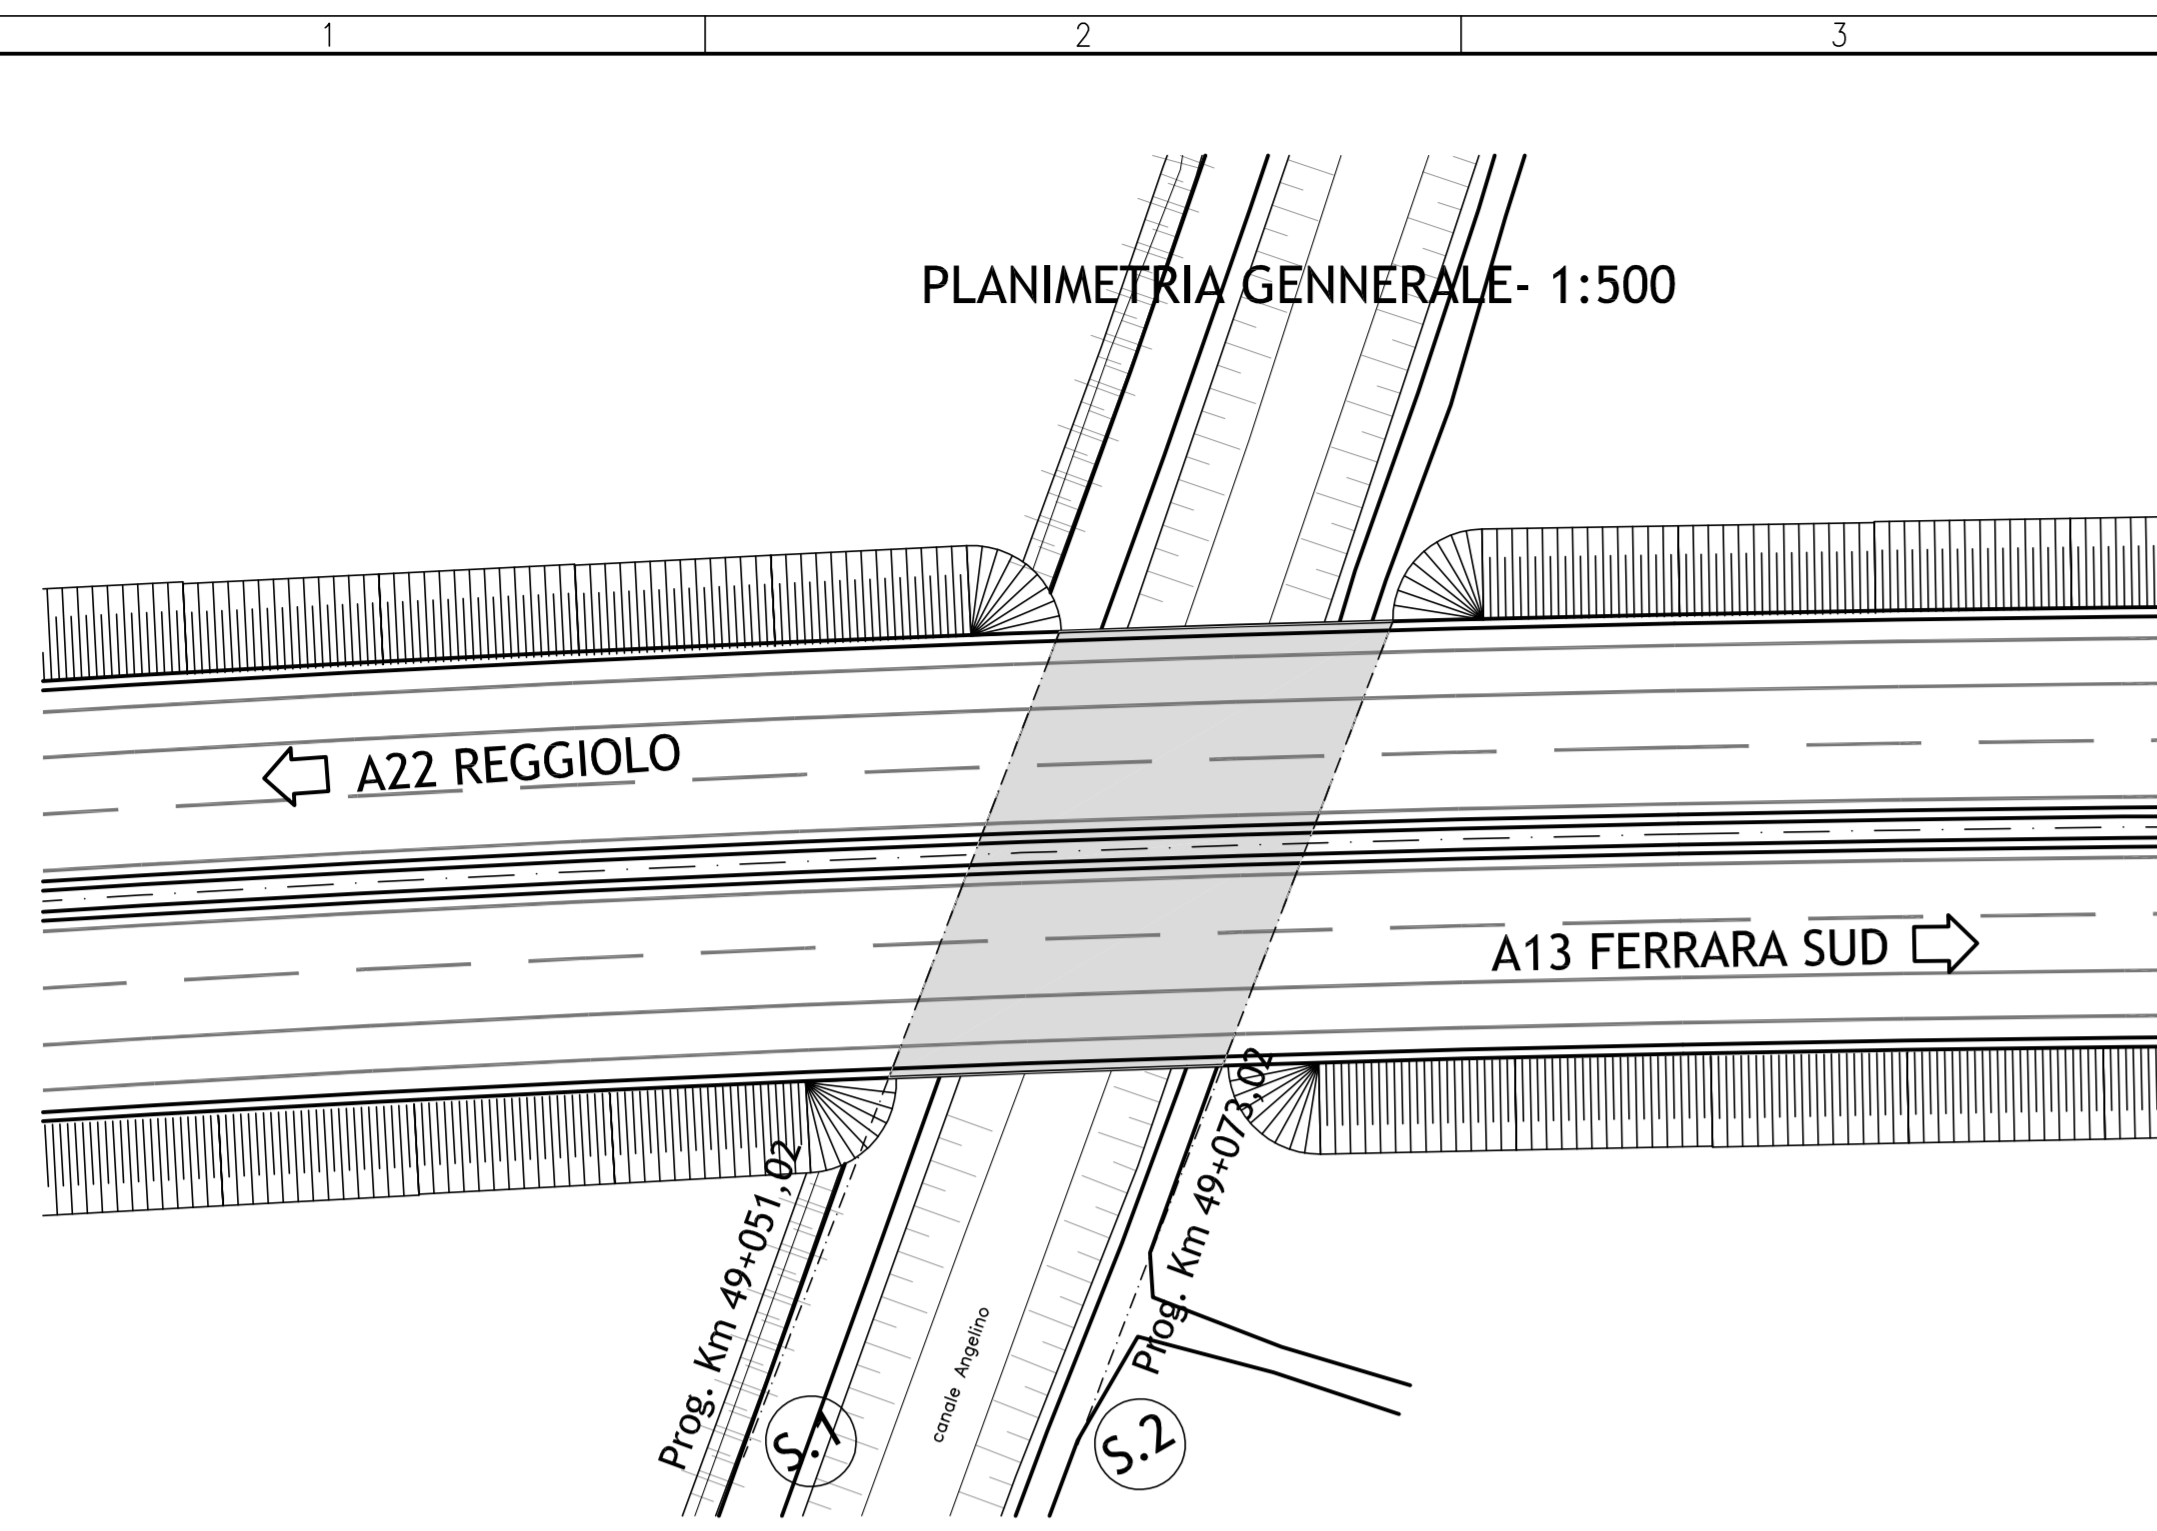 1
2
3
PLANIMETRIA GENNERALE- 1:500
A22 REGGIOLO
A13 FERRARA SUD
Prog. Km 49+051,02
Prog. Km 49+073,02
canale Angelino
S.1
S.2